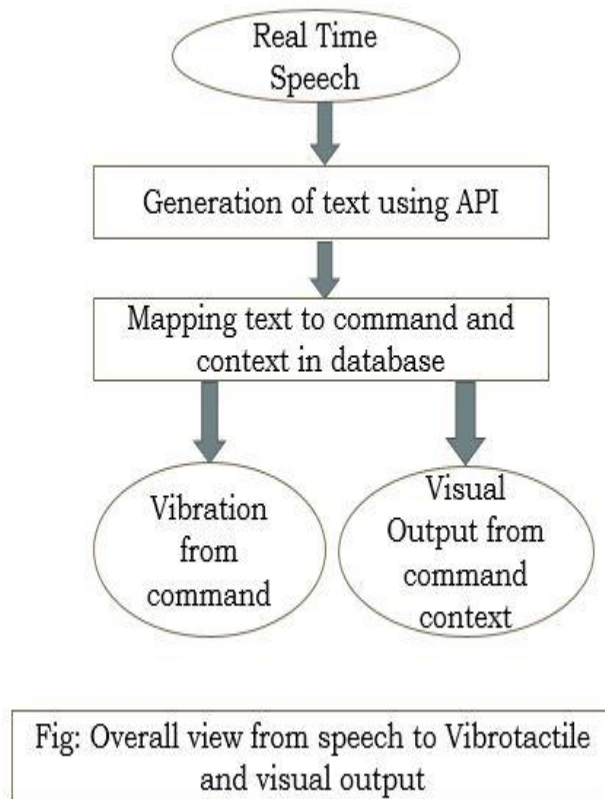 Real Time
Speech
Generation of text using API
Mapping text to command and
context in database
Vibration
from
command
Visual
Output from
command
context
Fig: Overall view from speech to Vibrotactile
and visual output